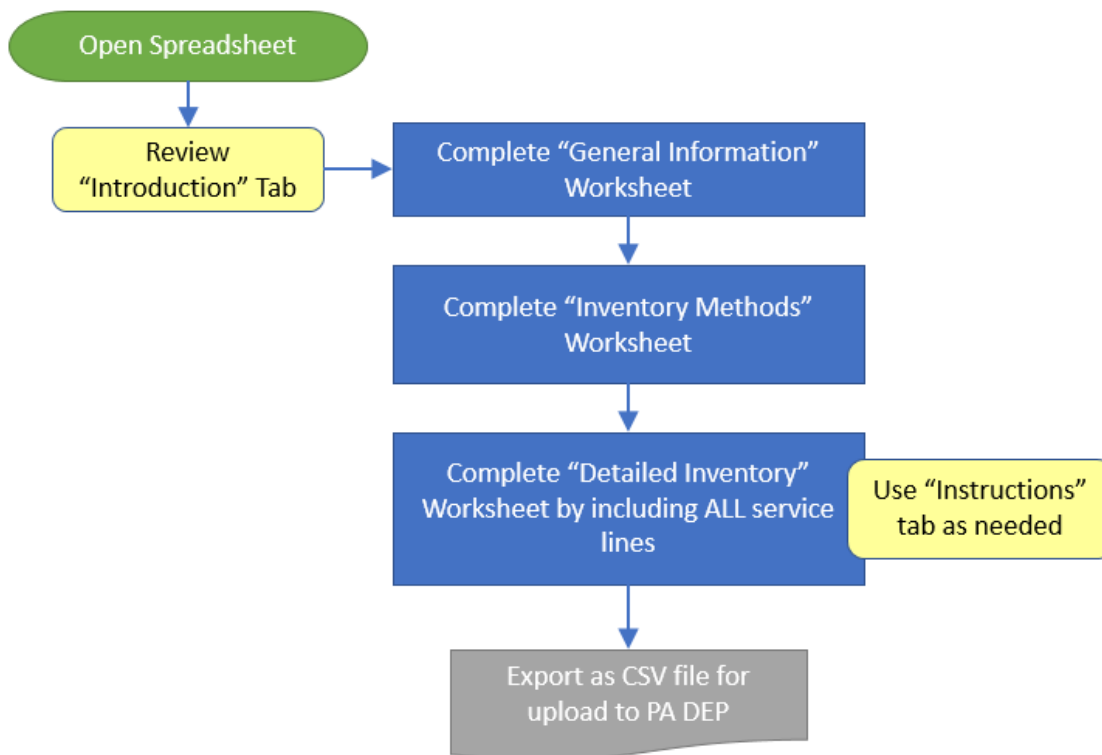 Open Spreadsheet
Review
“Introduction” Tab
Complete “General Information”
Worksheet
Complete “Inventory Methods”
Worksheet
Complete “Detailed Inventory”
Worksheet by including ALL service
lines
Use “Instructions”
tab as needed
Export as CSV file for
upload to PA DEP